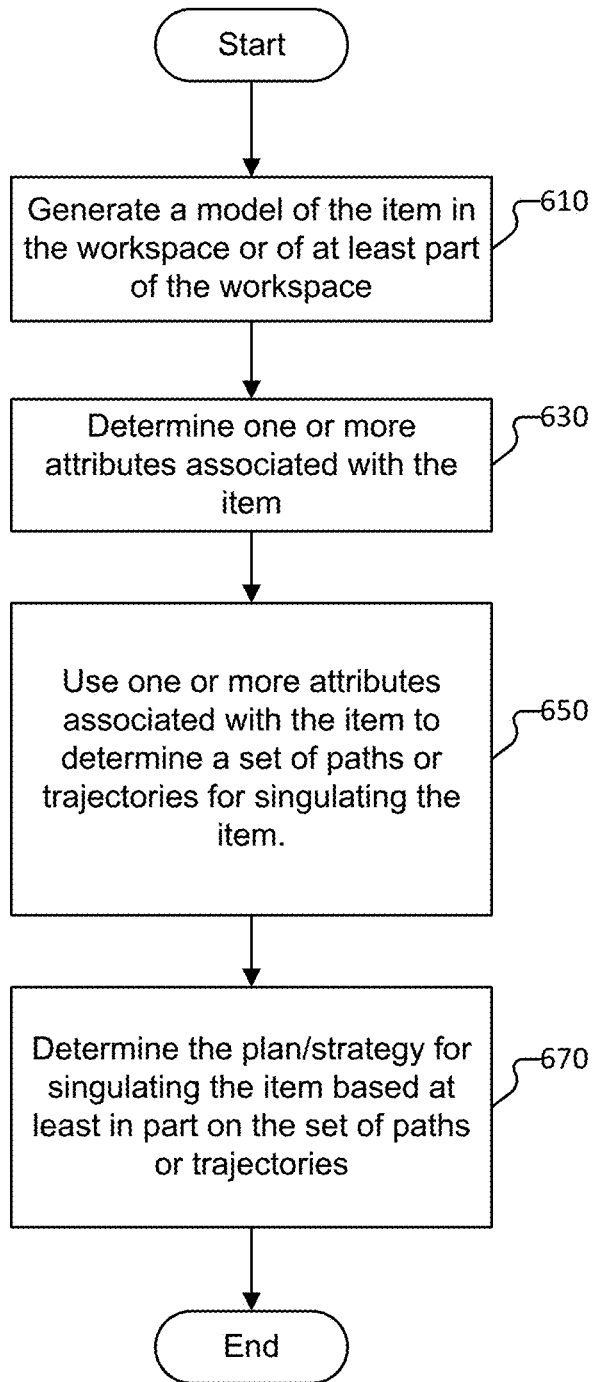 Start
Generate a model of the item in
the workspace or of at least part
of the workspace
610
Determine one or more
attributes associated with the
item
630
Use one or more attributes
associated with the item to
determine a set of paths or
trajectories for singulating the
item.
650
Determine the plan/strategy for
singulating the item based at
least in part on the set of paths
or trajectories
670
End